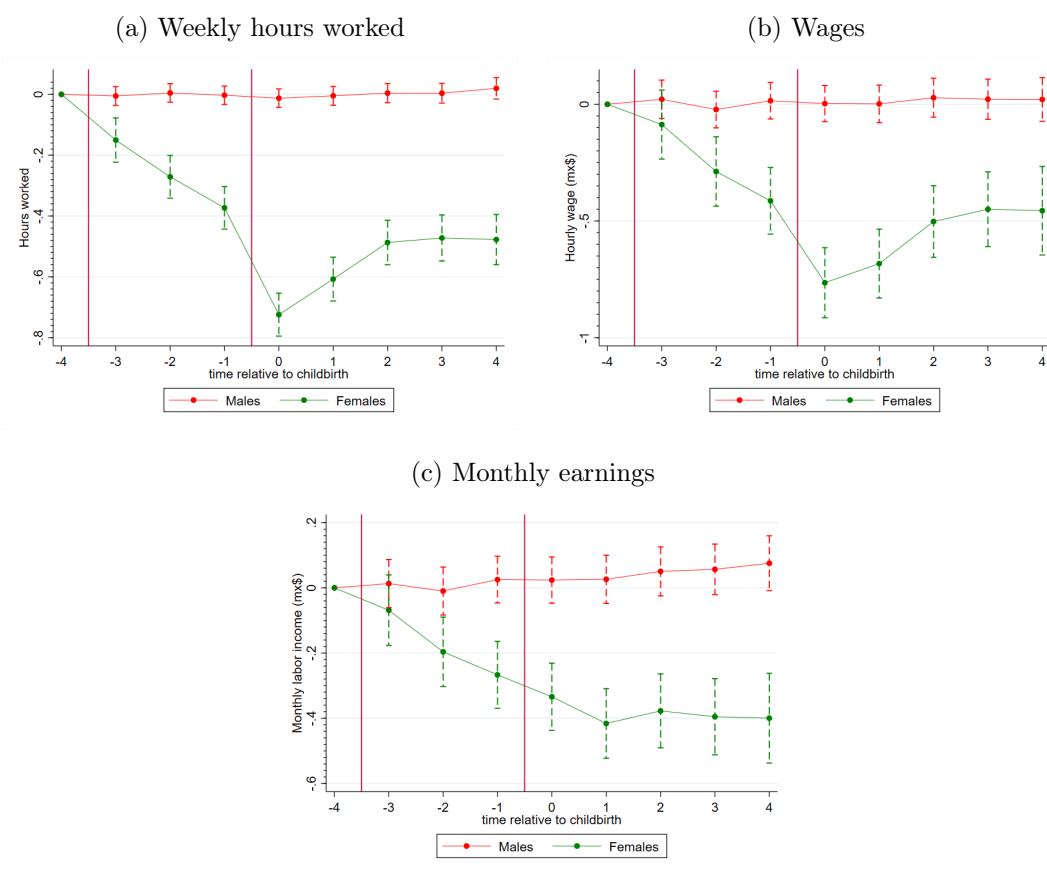 (a) Weekly hours worked
Hours worked
0
-.2
-.4
-.6
-.8
-4 -3 -2 -1 0 1 2 3 4
time relative to childbirth
Males Females
(b) Wages
Hourly wage (mx$)
0
-.5
-1
-4 -3 -2 -1 0 1 2 3 4
time relative to childbirth
Males Females
(c) Monthly earnings
Monthly labor income (mx$)
.2
0
-.2
-.4
-.6
-4 -3 -2 -1 0 1 2 3 4
time relative to childbirth
Males Females